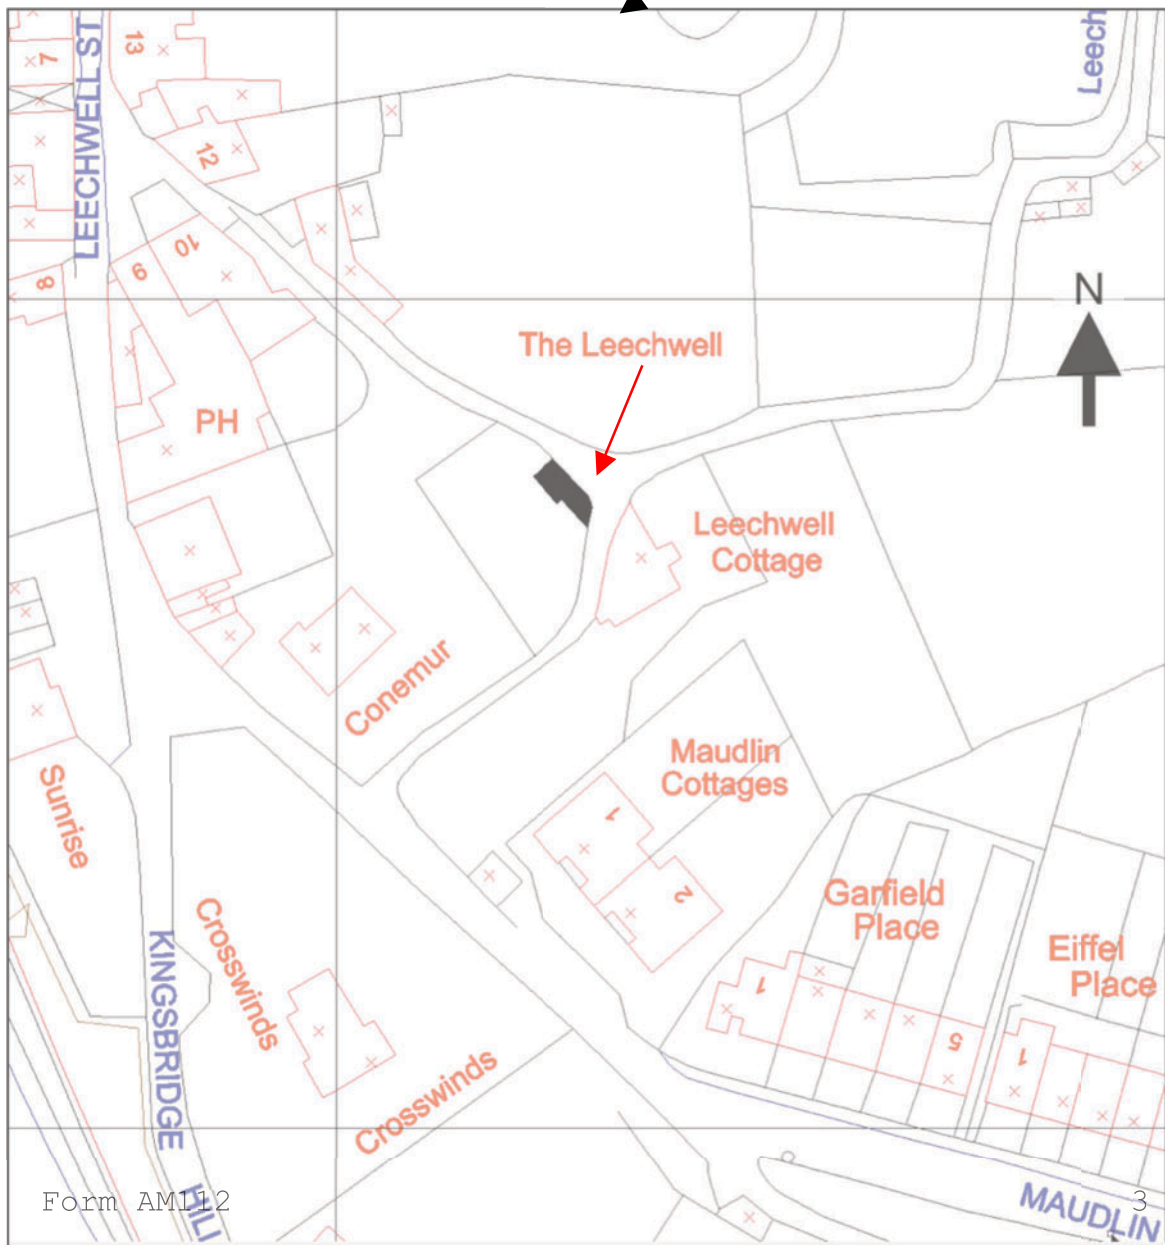 LEECHWELL ST
7
13
12
10
9
8
Leech
N
The Leechwell
PH
Leechwell
Cottage
Conemur
Maudlin
Cottages
1
2
Sunrise
Crosswinds
Garfield
Place
1
5
Eiffel
Place
1
KINGSBRIDGE
HILL
Crosswinds
MAUDLIN
Form AM112
3